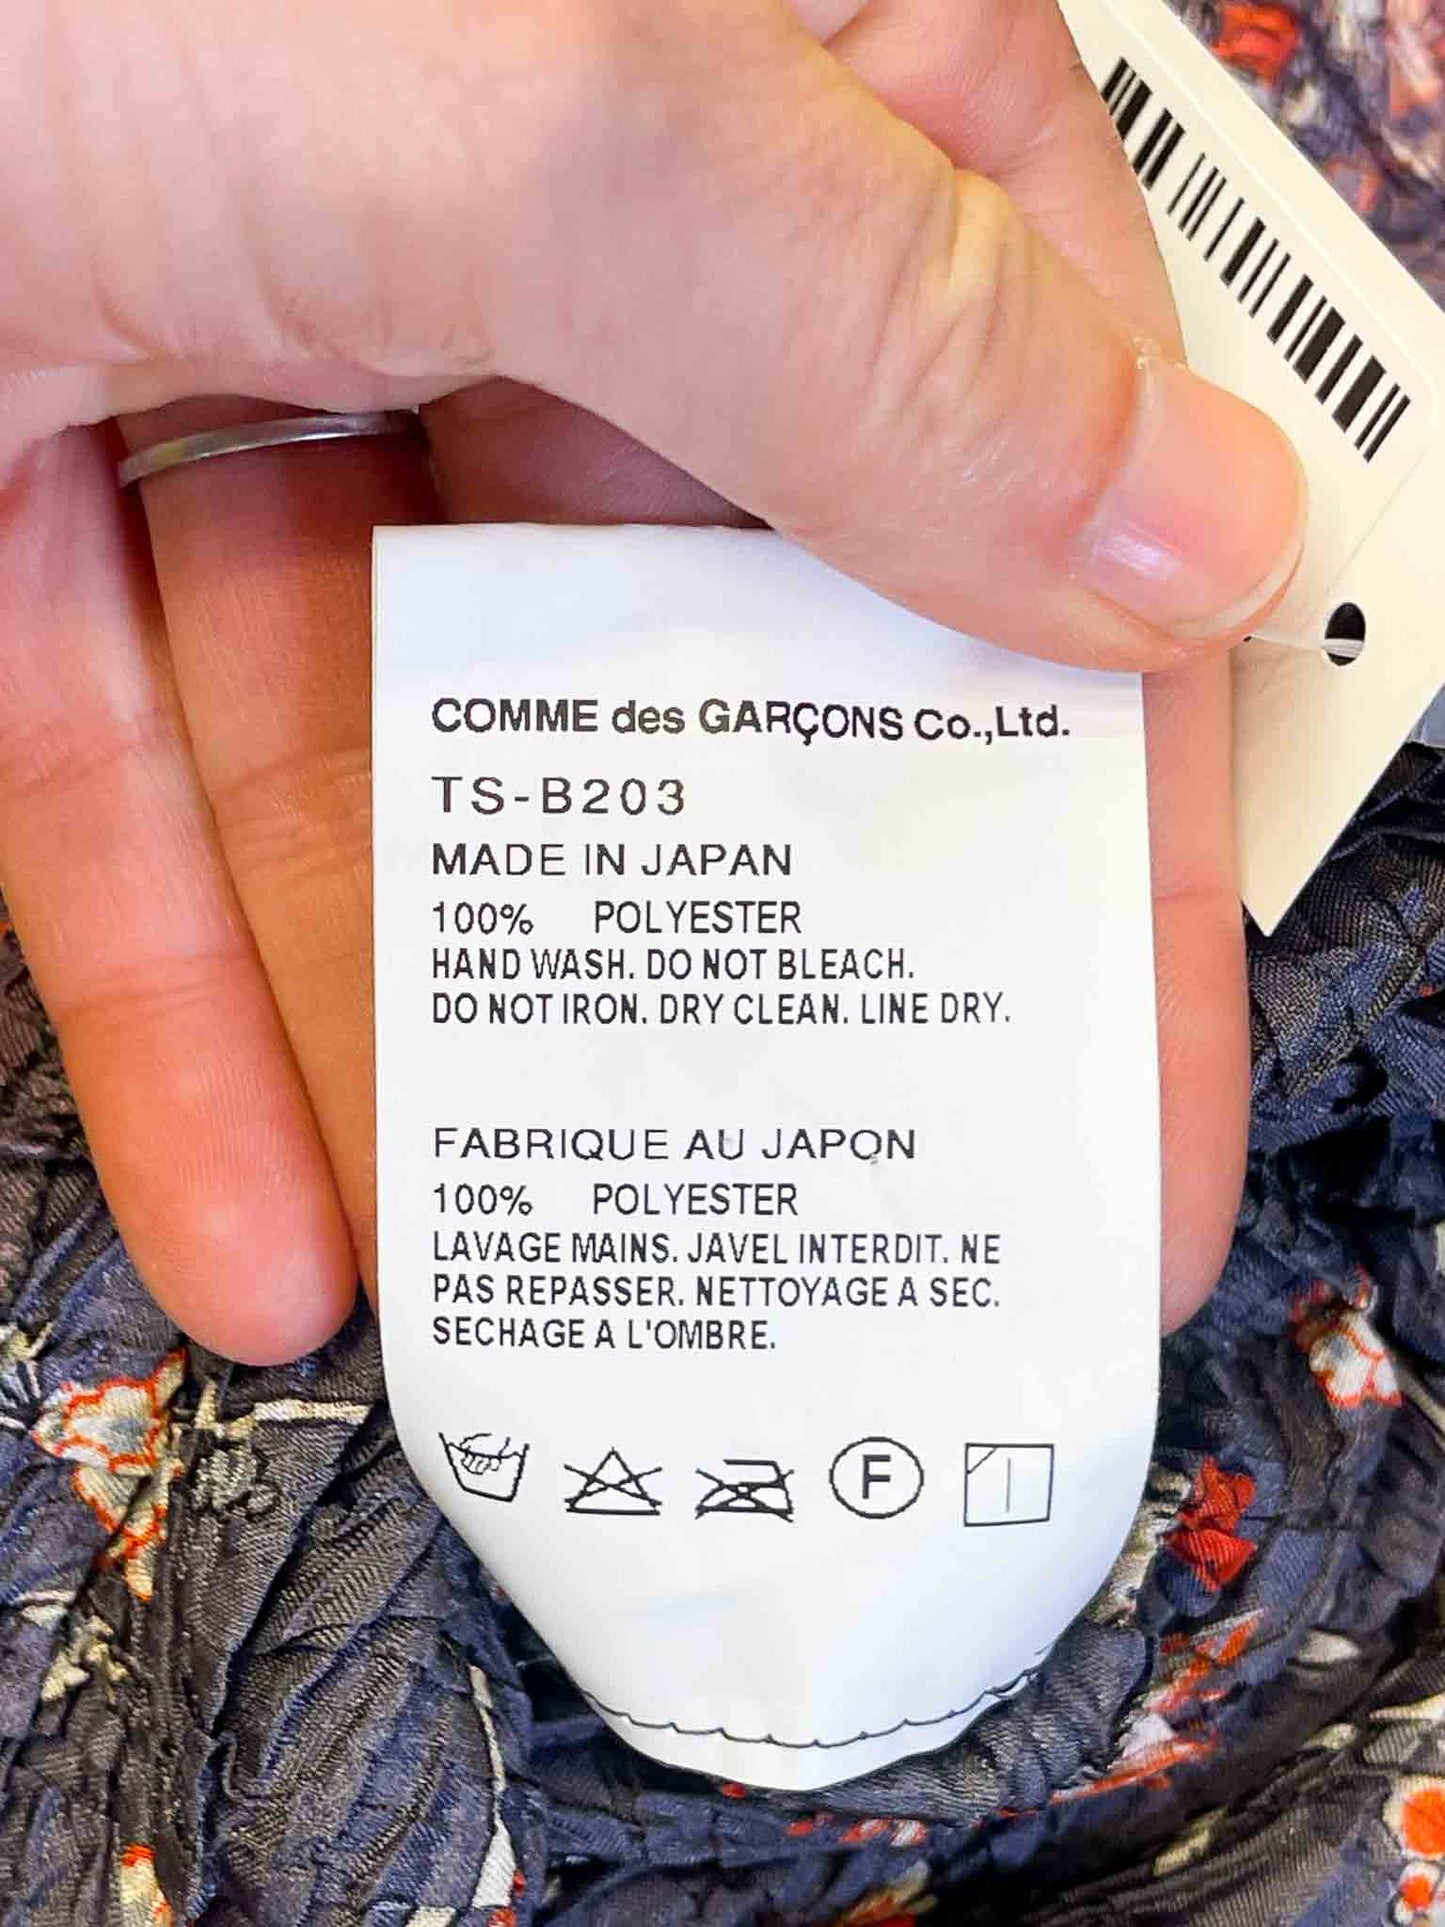 COMME des GARÇONS Co.,Ltd.
TS-B203
MADE IN JAPAN
100% POLYESTER
HAND WASH. DO NOT BLEACH.
DO NOT IRON. DRY CLEAN. LINE DRY.
FABRIQUE AU JAPON
100% POLYESTER
LAVAGE MAINS. JAVEL INTERDIT. NE
PAS REPASSER. NETTOYAGE A SEC.
SECHAGE A L'OMBRE.
F